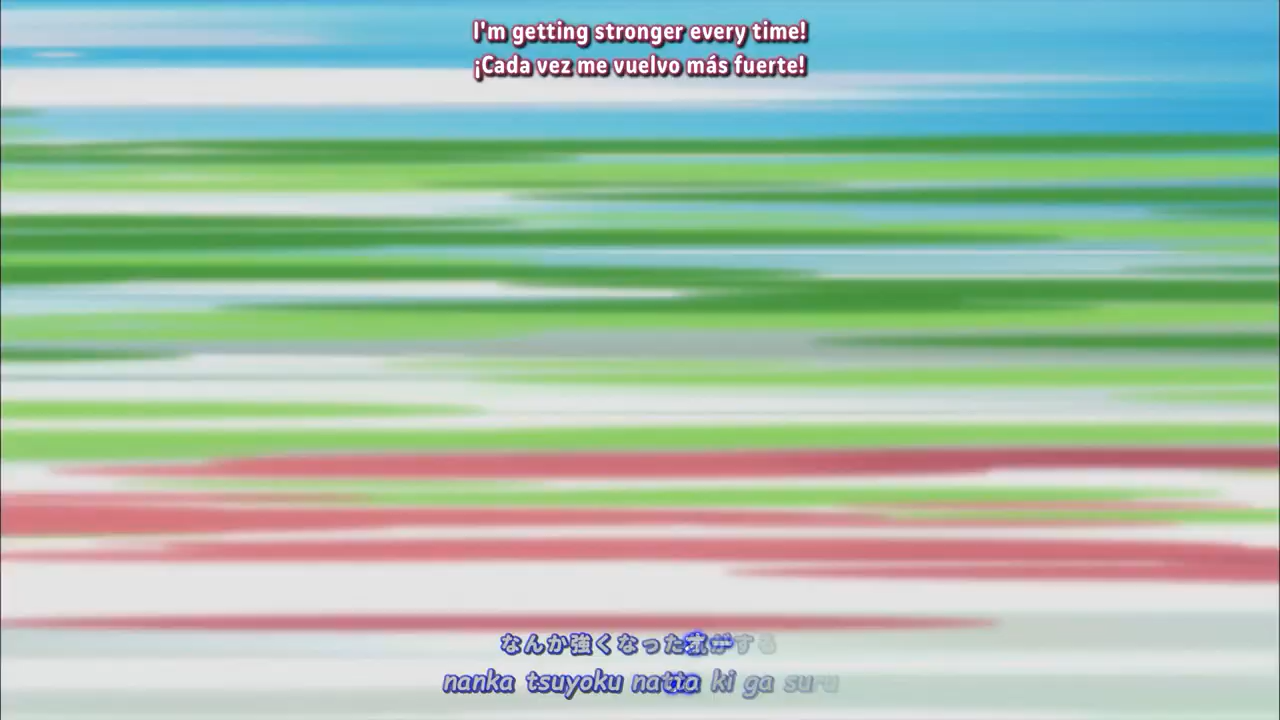 I'm getting stronger every time!
¡Cada vez me vuelvo más fuerte!
なんか強くなった気がする
nanka tsuyoku natta ki ga suru